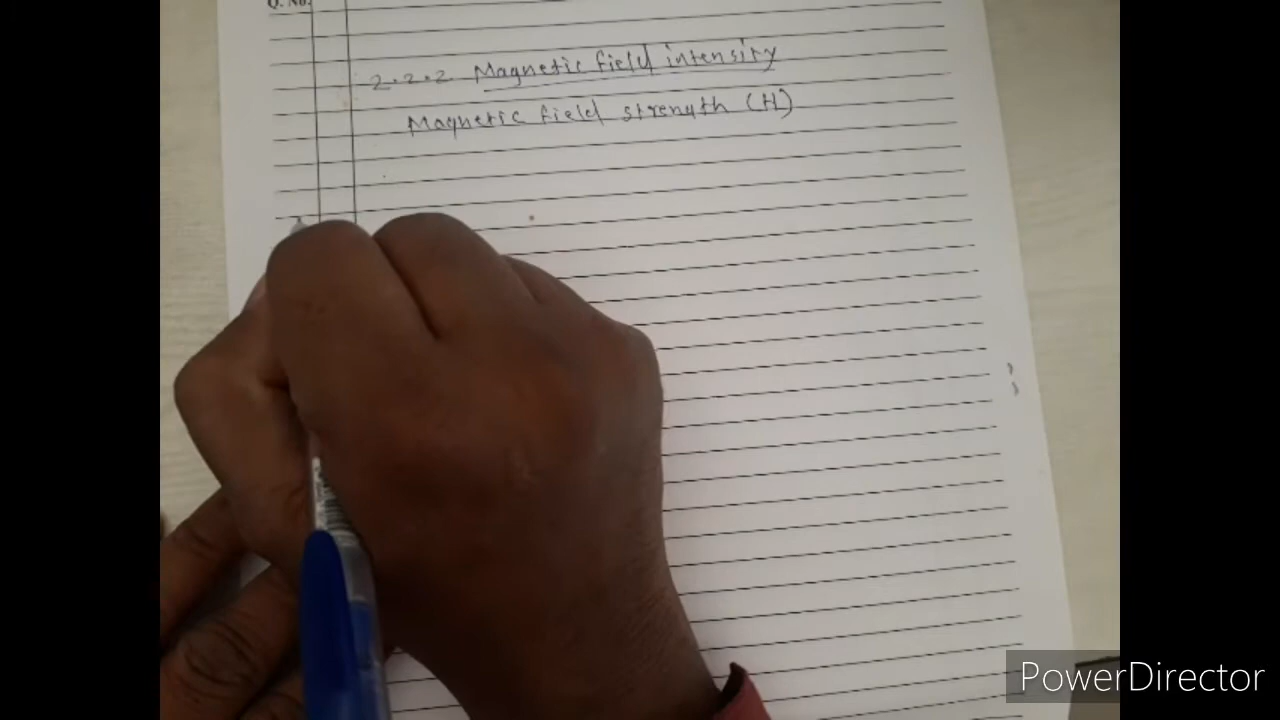 Q. No.
2.2.2 Magnetic field intensity
Magnetic field strength (H)
PowerDirector